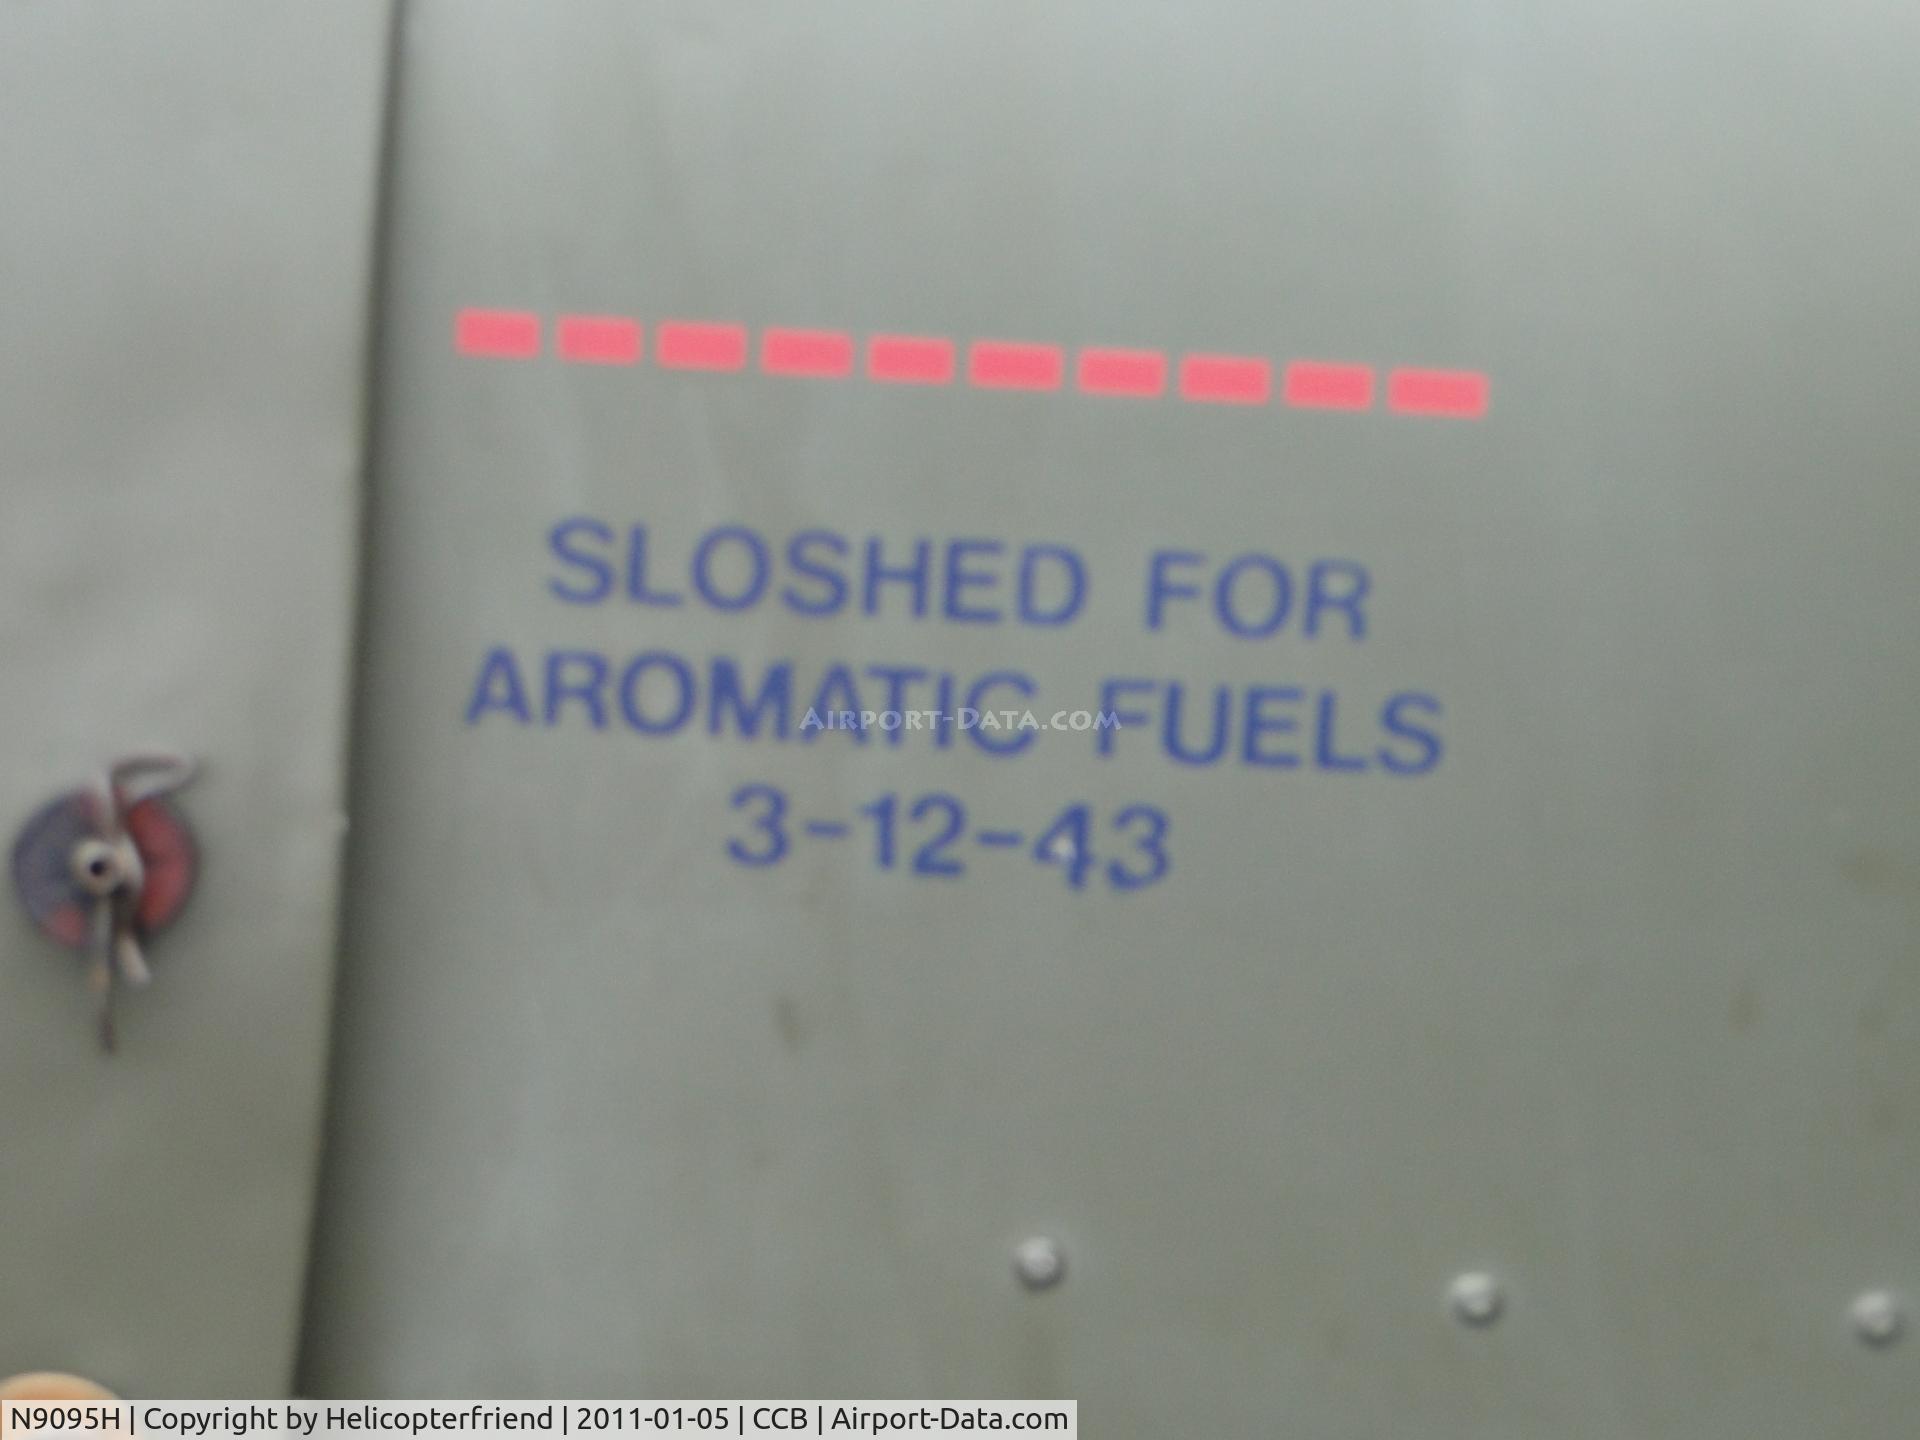 SLOSHED FOR
AROMATIC FUELS
3-12-43
AIRPORT-DATA.COM
N9095H | Copyright by Helicopterfriend | 2011-01-05 | CCB | Airport-Data.com